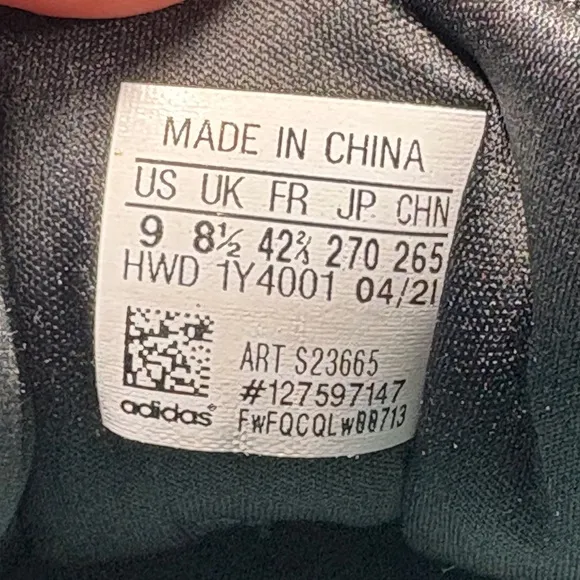 MADE IN CHINA
US UK FR JP CHN
9 8½ 42⅔ 270 265
HWD 1Y4001 04/21
ART S23665
#127597147
adidas®